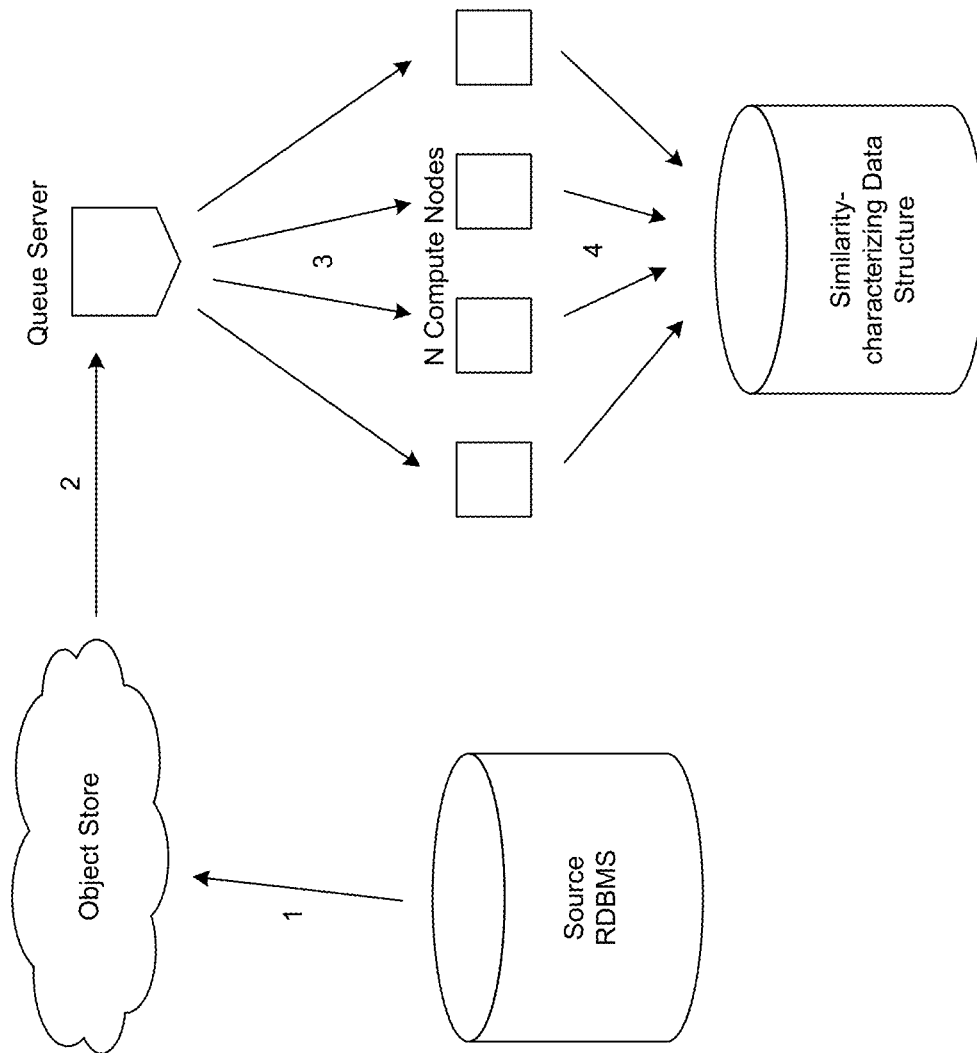 Object Store
1
Source
RDBMS
2
Queue Server
3
N Compute Nodes
4
Similarity-
characterizing Data
Structure